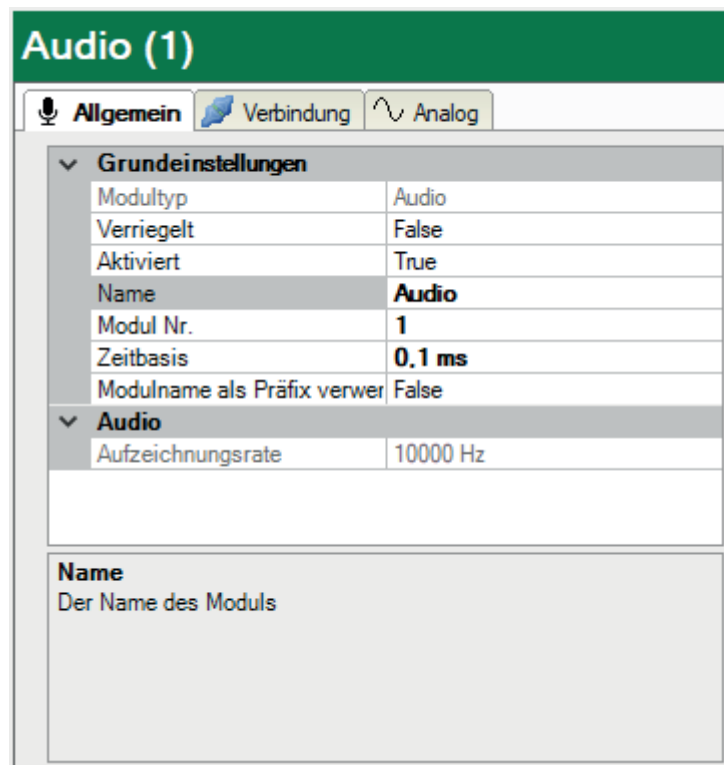 Audio (1)
Allgemein Verbindung Analog
Grundeinstellungen
Modultyp Audio
Verriegelt False
Aktiviert True
Name Audio
Modul Nr. 1
Zeitbasis 0,1 ms
Modulname als Präfix verwer False
Audio
Aufzeichnungsrate 10000 Hz
Name
Der Name des Moduls